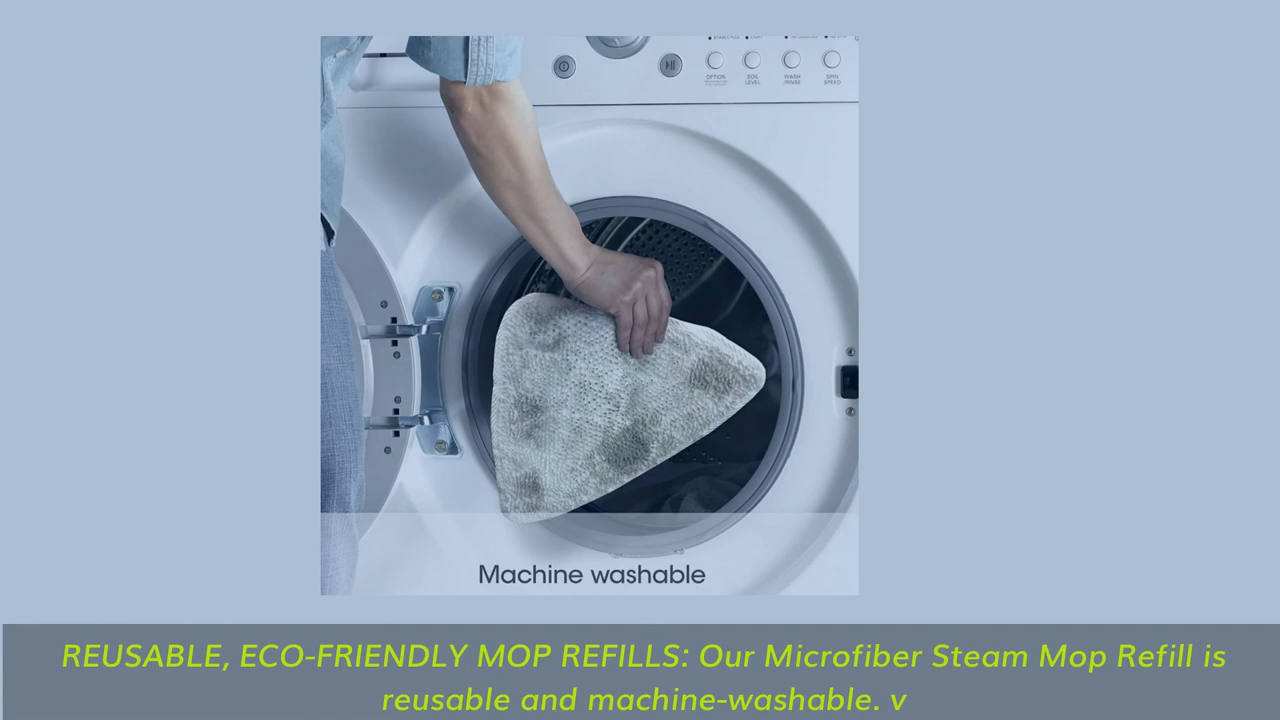 OPTION
SOIL
LEVEL
WASH
/RINSE
SPIN
SPEED
Machine washable
REUSABLE, ECO-FRIENDLY MOP REFILLS: Our Microfiber Steam Mop Refill is
reusable and machine-washable. v